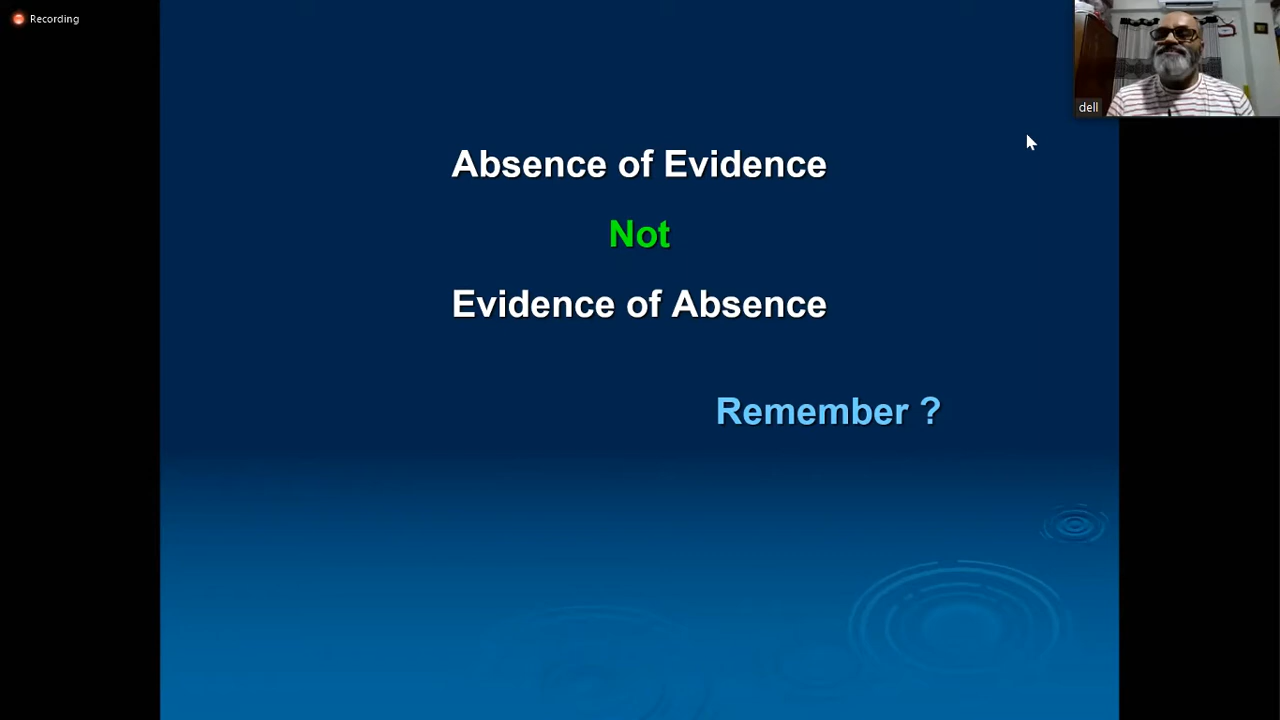 Recording
dell
Absence of Evidence
Not
Evidence of Absence
Remember ?